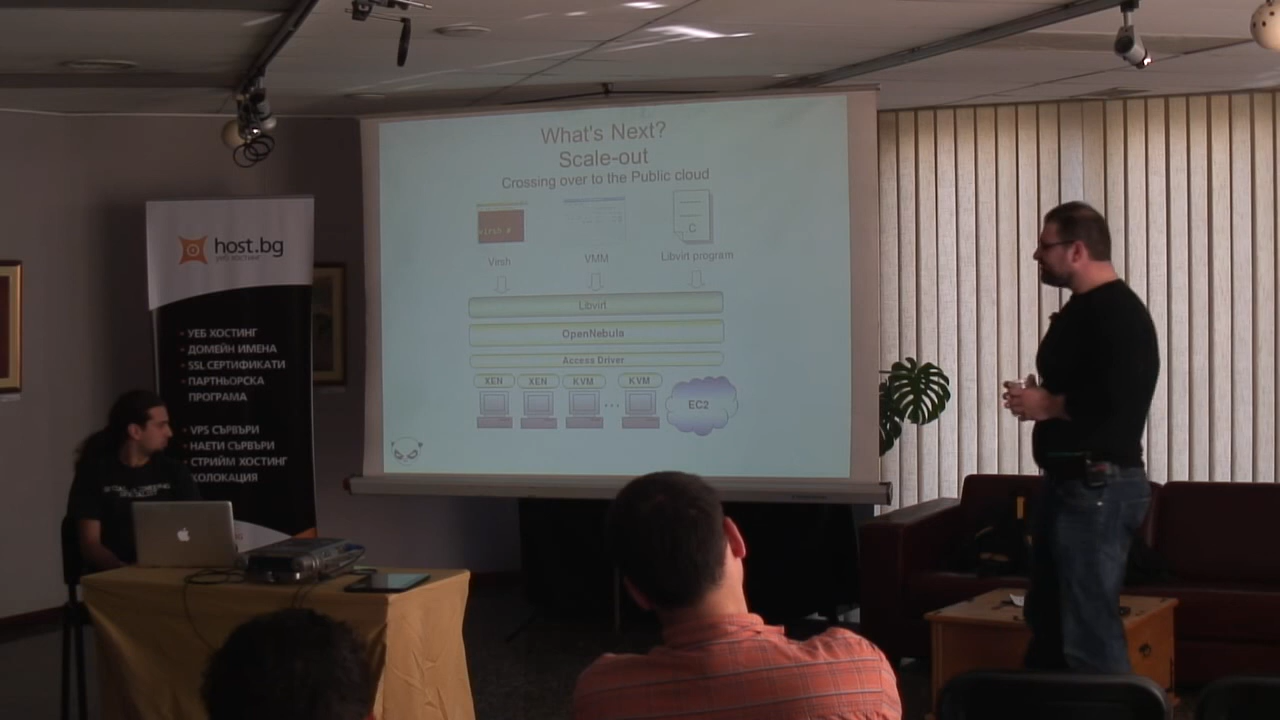 What's Next?
Scale-out
Crossing over to the Public cloud
virsh #
C
Virsh
VMM
Libvirt program
Libvirt
OpenNebula
Access Driver
XEN
XEN
KVM
KVM
EC2
host.bg
• УЕБ ХОСТИНГ
• ДОМЕЙН ИМЕНА
• SSL СЕРТИФИКАТИ
• ПАРТНЬОРСКА
ПРОГРАМА
• VPS СЪРВЪРИ
• НАЕТИ СЪРВЪРИ
• СТРИЙМ ХОСТИНГ
КОЛОКАЦИЯ